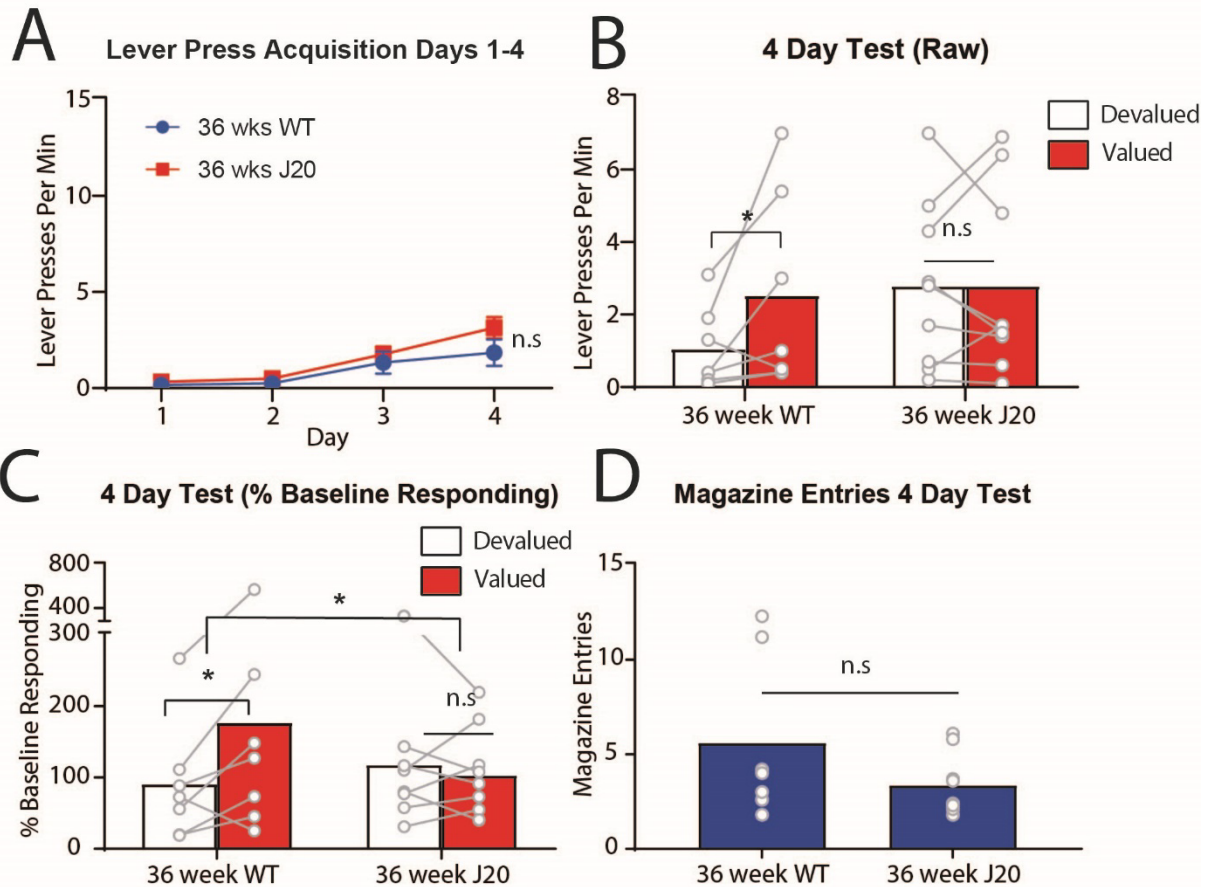 A
Lever Press Acquisition Days 1-4
15
10
5
0
Lever Presses Per Min
36 wks WT
36 wks J20
n.s
1 2 3 4
Day
B
4 Day Test (Raw)
8
6
4
2
0
Lever Presses Per Min
Devalued
Valued
*
n.s
36 week WT 36 week J20
C
4 Day Test (% Baseline Responding)
800
400
300
200
100
0
% Baseline Responding
Devalued
Valued
*
*
n.s
36 week WT 36 week J20
D
Magazine Entries 4 Day Test
15
10
5
0
Magazine Entries
n.s
36 week WT 36 week J20